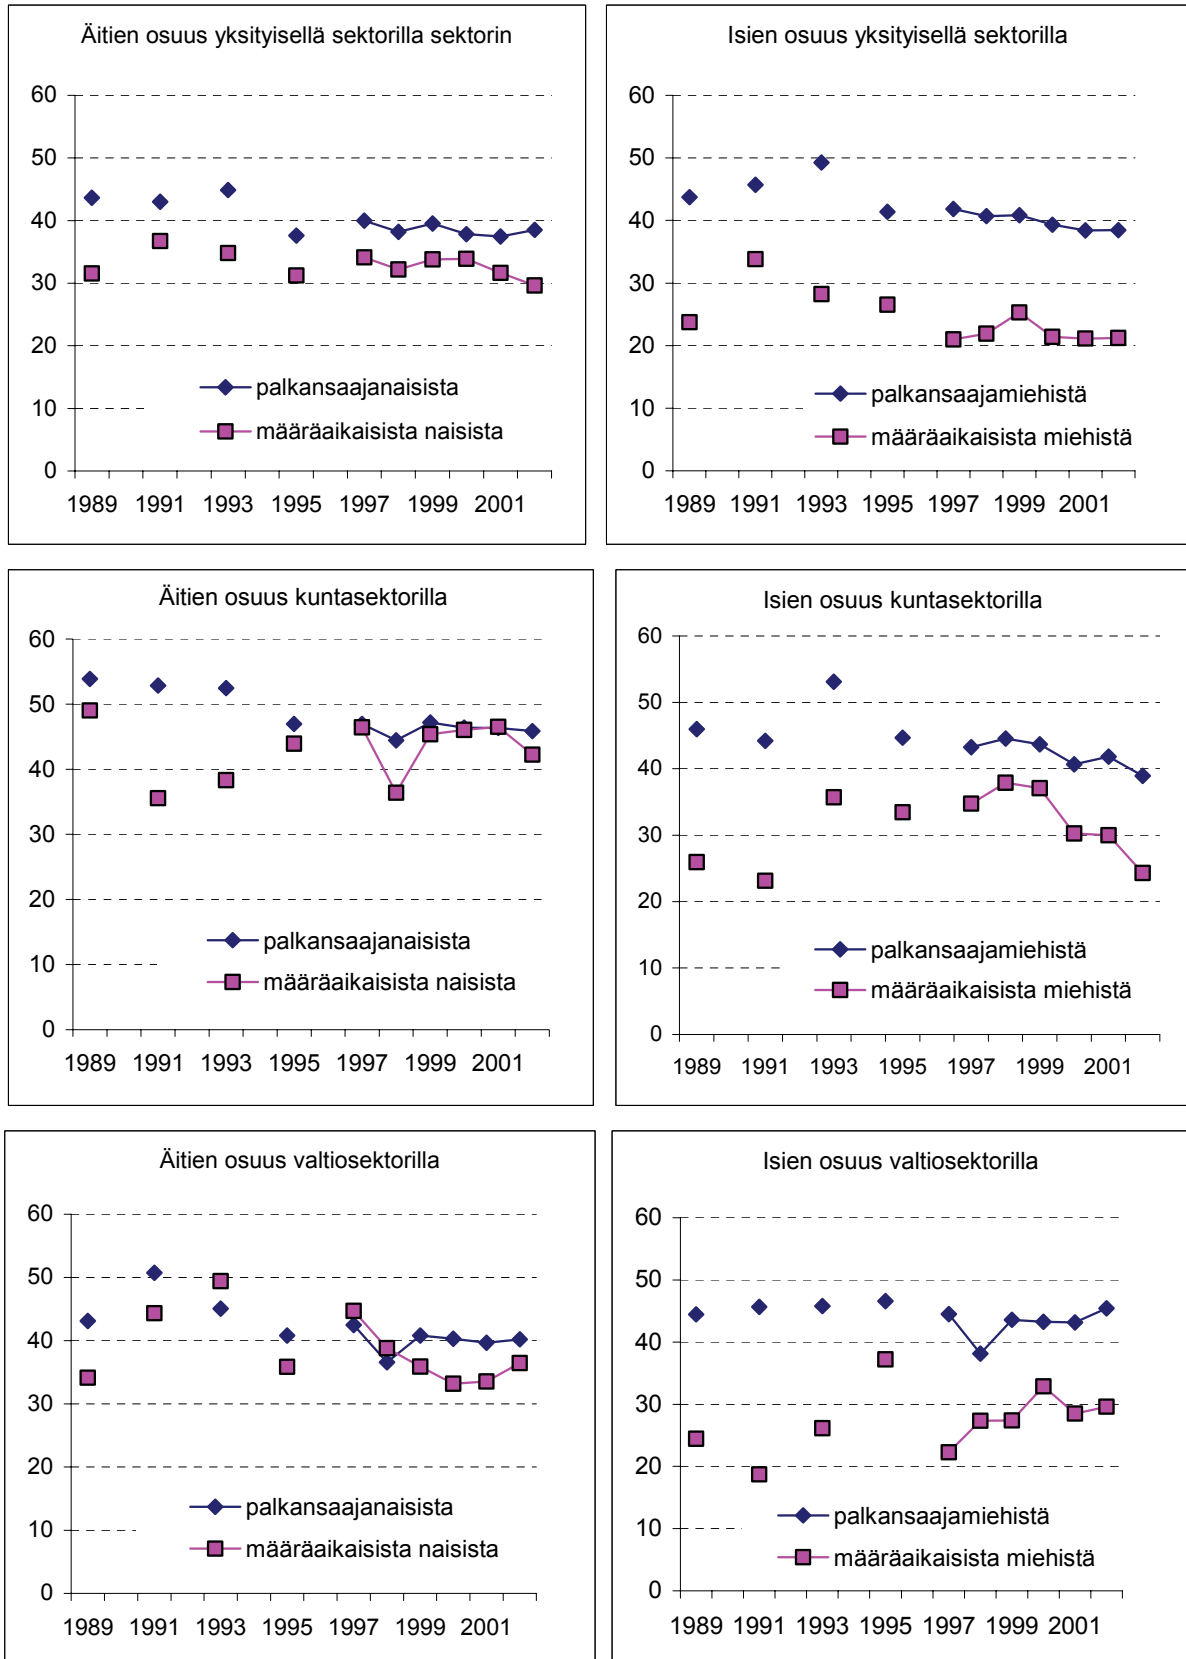 Äitien osuus yksityisellä sektorilla sektorin
60
50
40
30
20
10
0
palkansaajanaisista
määräaikaisista naisista
1989 1991 1993 1995 1997 1999 2001
Isien osuus yksityisellä sektorilla
60
50
40
30
20
10
0
palkansaajamiehistä
määräaikaisista miehistä
1989 1991 1993 1995 1997 1999 2001
Äitien osuus kuntasektorilla
60
50
40
30
20
10
0
palkansaajanaisista
määräaikaisista naisista
1989 1991 1993 1995 1997 1999 2001
Isien osuus kuntasektorilla
60
50
40
30
20
10
0
palkansaajamiehistä
määräaikaisista miehistä
1989 1991 1993 1995 1997 1999 2001
Äitien osuus valtiosektorilla
60
50
40
30
20
10
0
palkansaajanaisista
määräaikaisista naisista
1989 1991 1993 1995 1997 1999 2001
Isien osuus valtiosektorilla
60
50
40
30
20
10
0
palkansaajamiehistä
määräaikaisista miehistä
1989 1991 1993 1995 1997 1999 2001